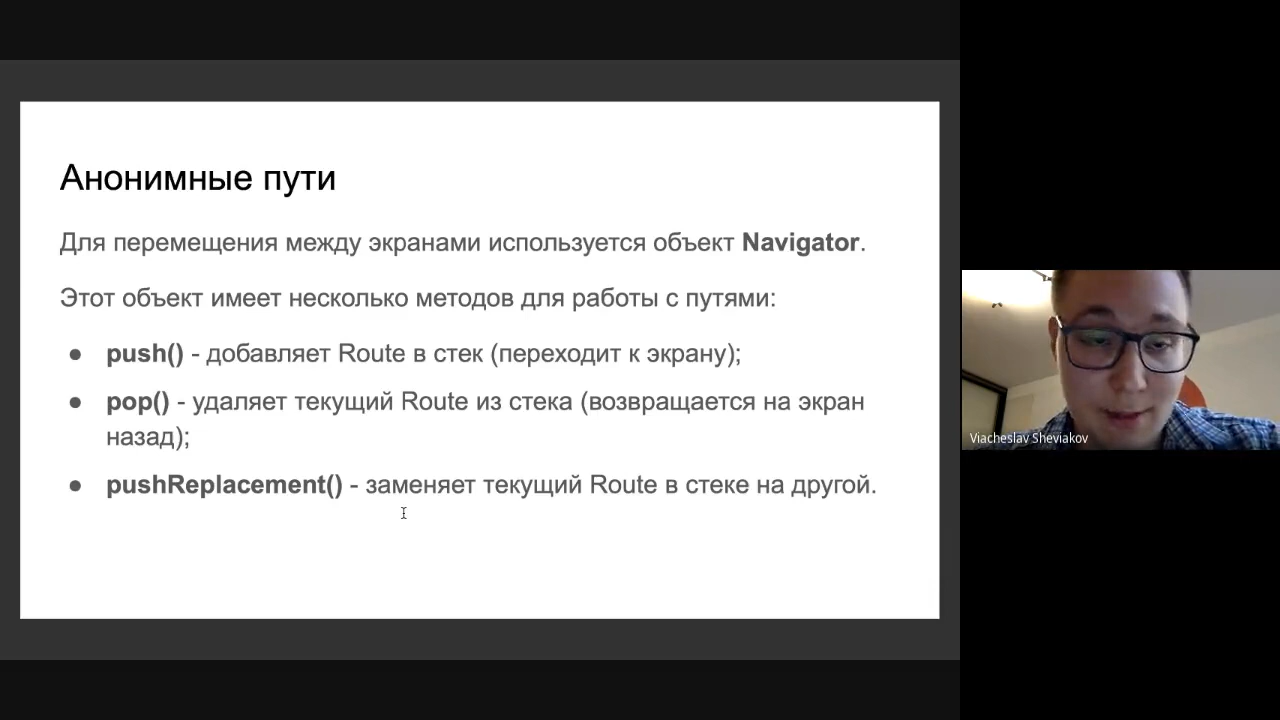 Анонимные пути
Для перемещения между экранами используется объект Navigator.
Этот объект имеет несколько методов для работы с путями:
● push() - добавляет Route в стек (переходит к экрану);
● pop() - удаляет текущий Route из стека (возвращается на экран
назад);
● pushReplacement() - заменяет текущий Route в стеке на другой.
Viacheslav Sheviakov